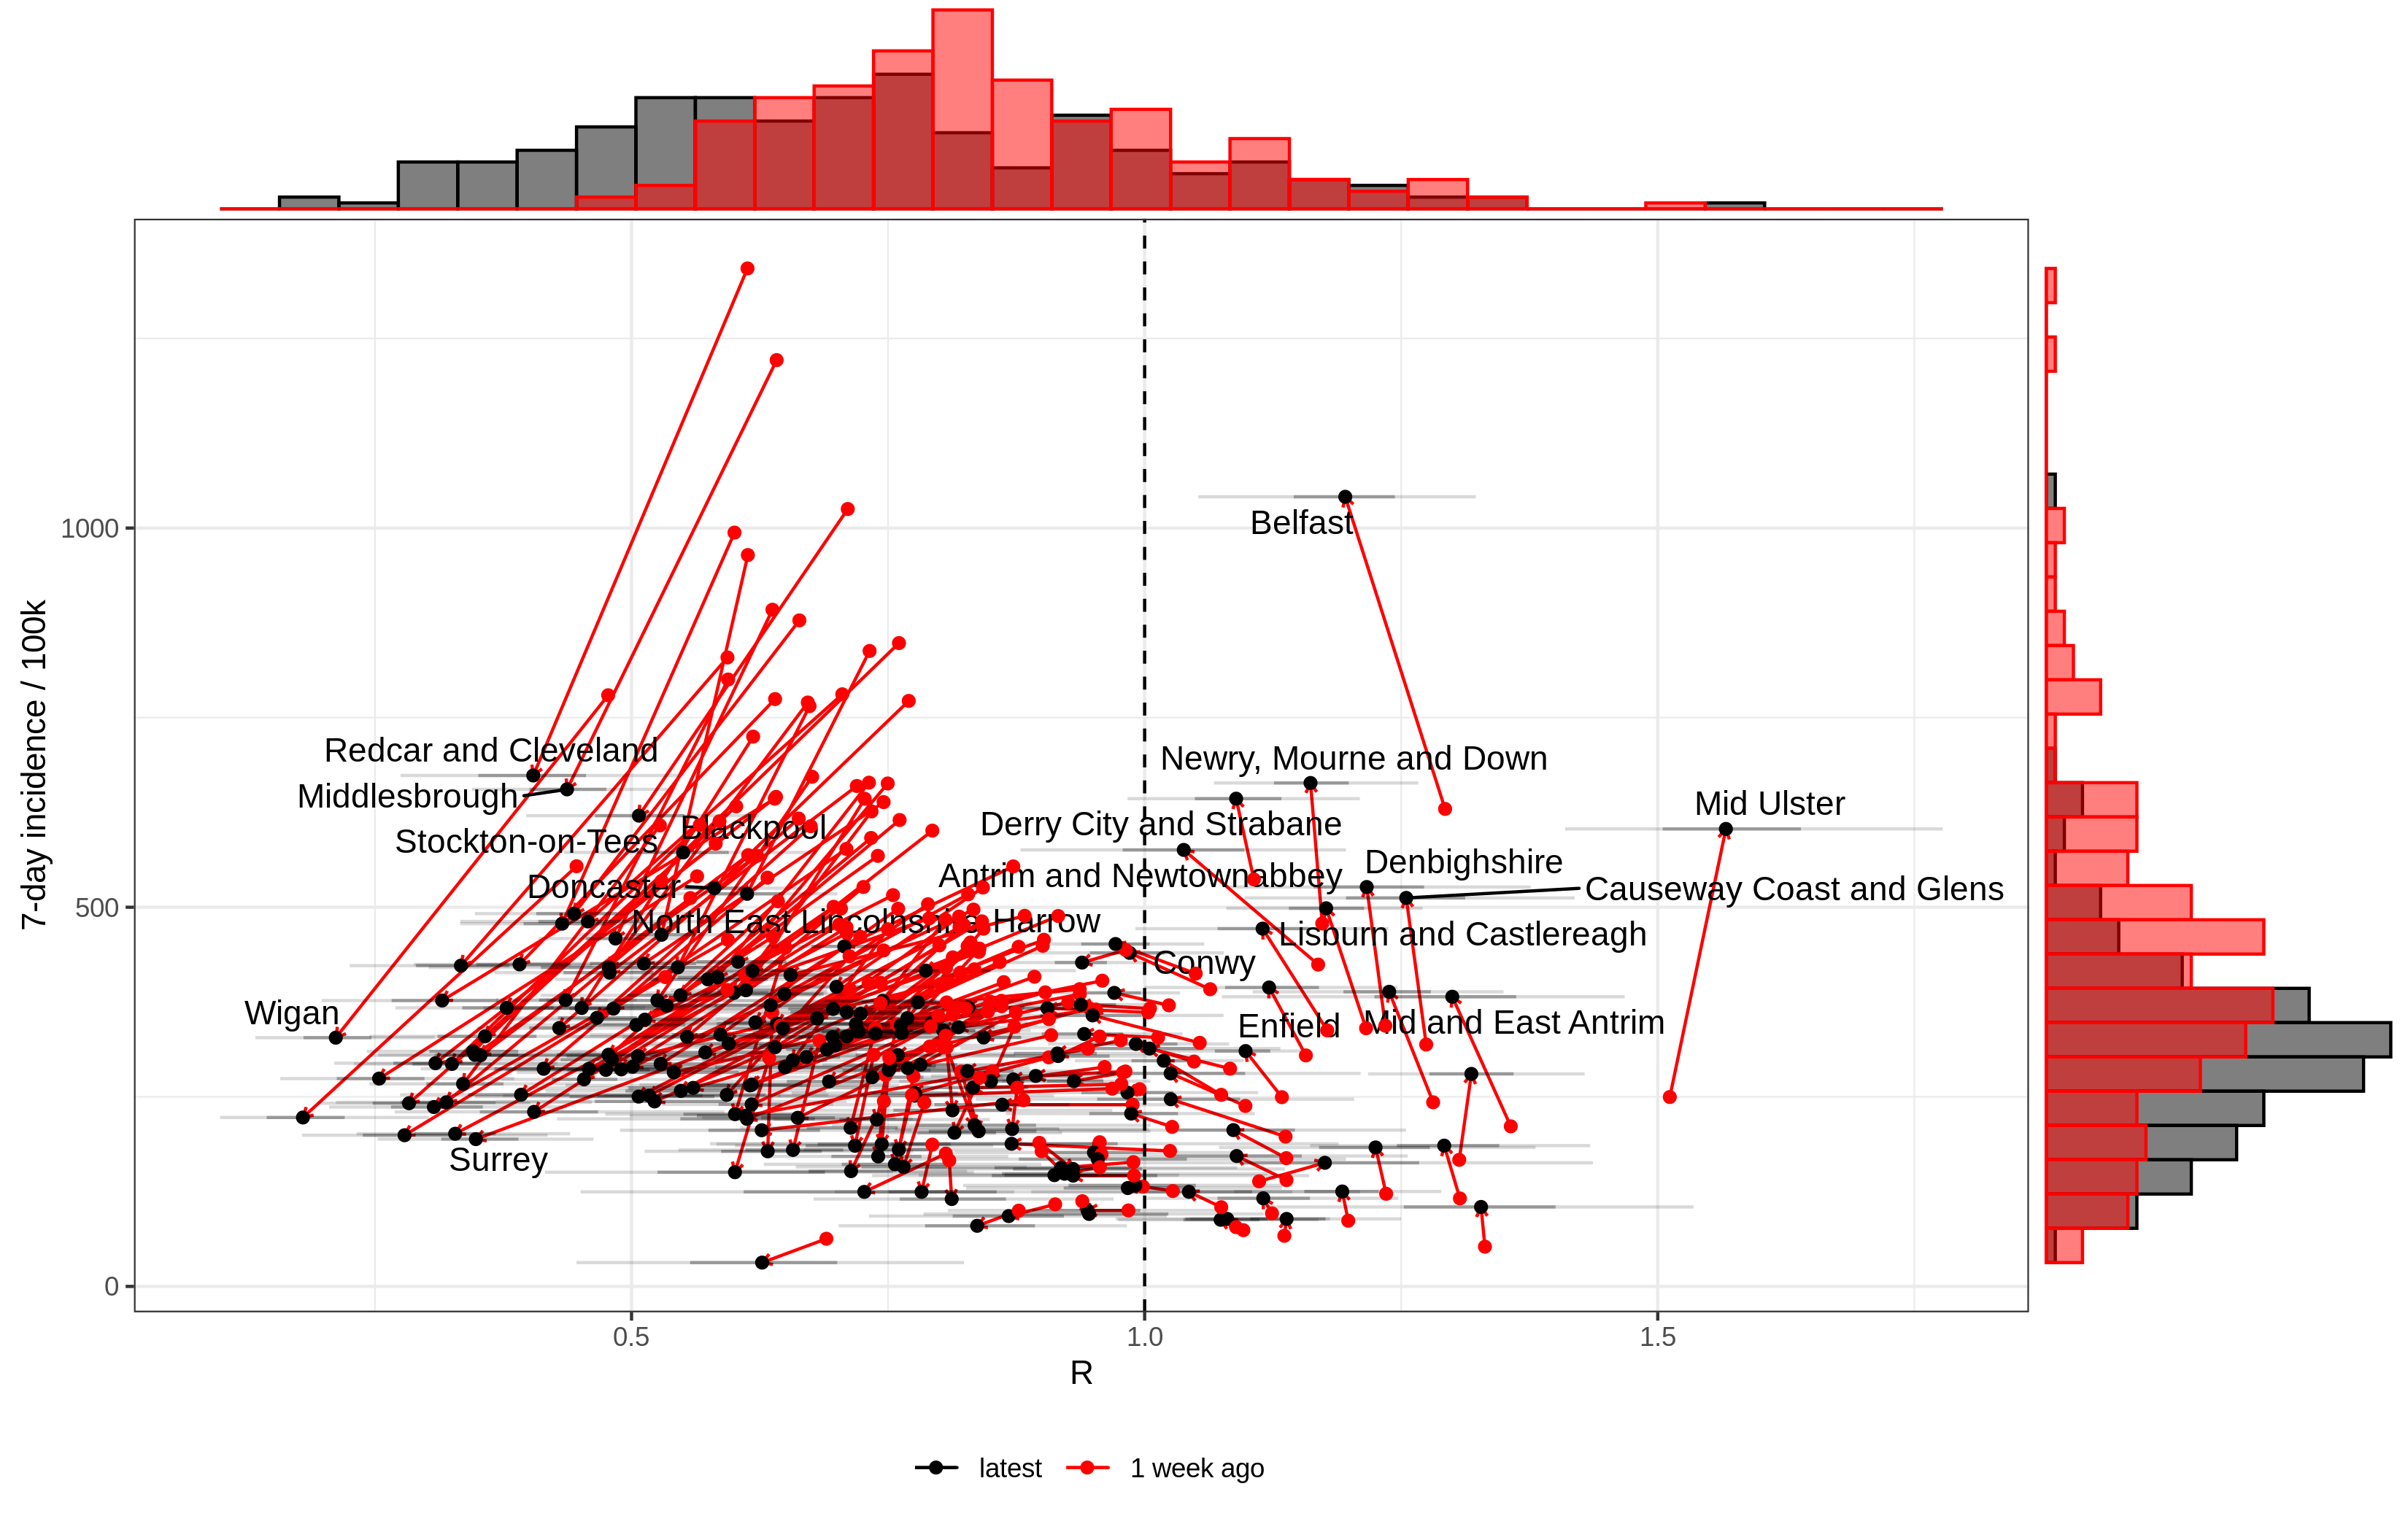 7-day incidence / 100k
1000
500
0
Belfast
Redcar and Cleveland
Newry, Mourne and Down
Middlesbrough
Mid Ulster
Stockton-on-Tees
Blackpool
Derry City and Strabane
Denbighshire
Doncaster
Antrim and Newtownabbey
Causeway Coast and Glens
North East Lincolnshire
Harrow
Lisburn and Castlereagh
Conwy
Wigan
Enfield
Mid and East Antrim
Surrey
0.5
1.0
1.5
R
latest
1 week ago